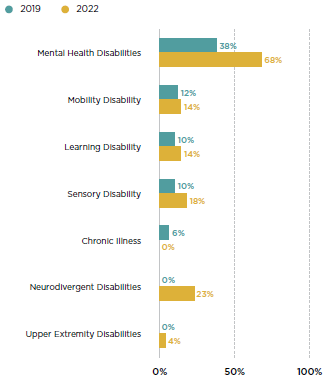 2019 2022
Mental Health Disabilities 38%
68%
Mobility Disability 12%
14%
Learning Disability 10%
14%
Sensory Disability 10%
18%
Chronic Illness 6%
0%
Neurodivergent Disabilities 0%
23%
Upper Extremity Disabilities 0%
4%
0% 50% 100%